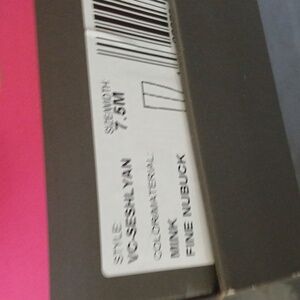 STYLE:
VC-SESHLYAN
SIZE/WIDTH:
7.5M
COLOR/MATERIAL:
MINK
FINE NUBUCK